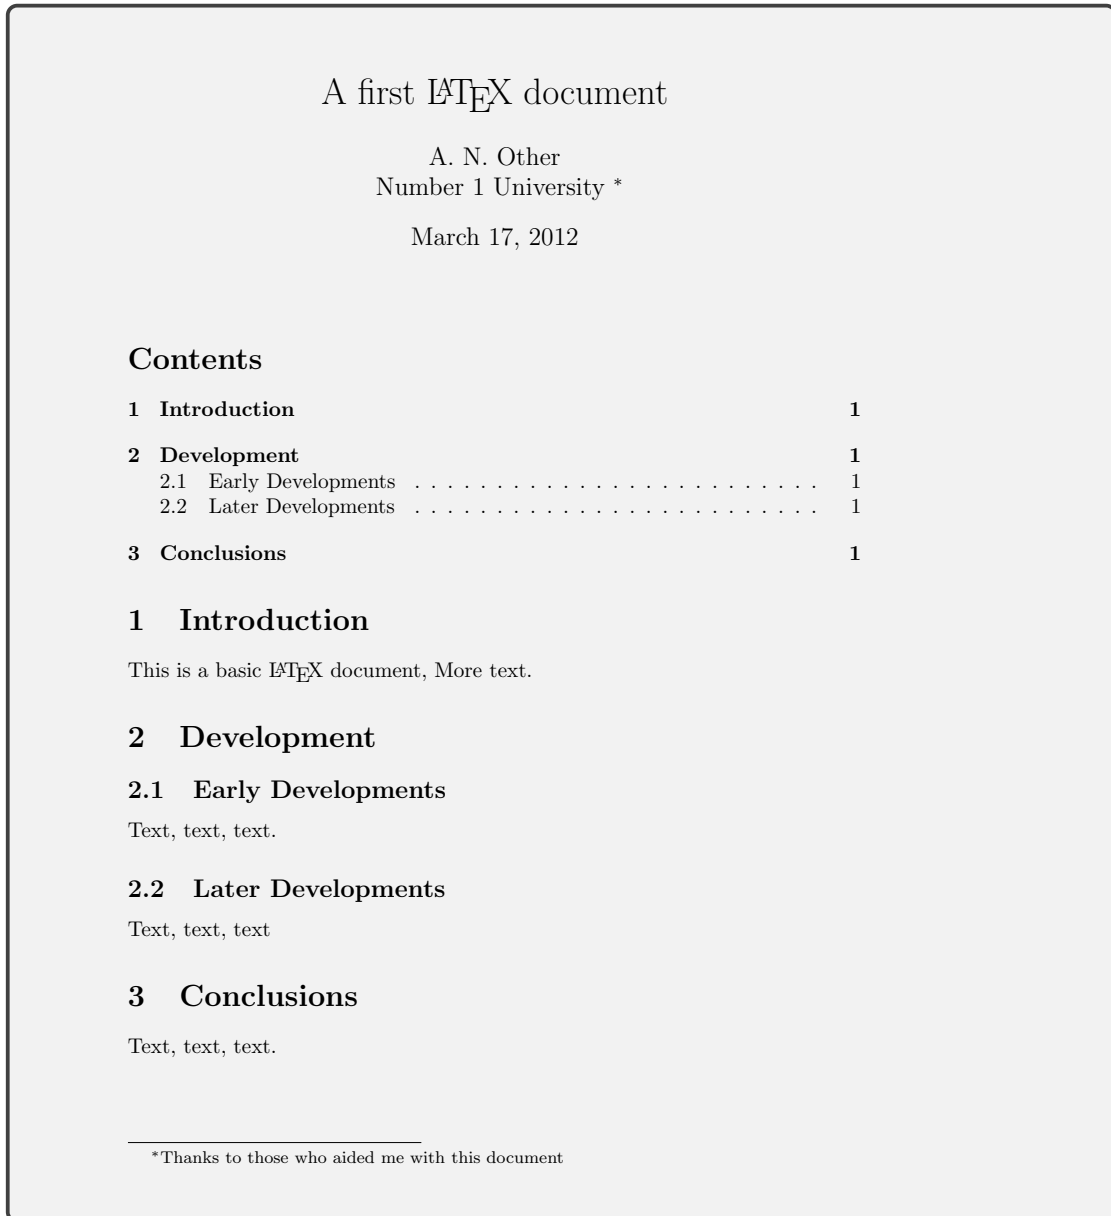 A first LATEX document
A. N. Other
Number 1 University *
March 17, 2012
Contents
1 Introduction 1
2 Development 1
2.1 Early Developments . . . . . . . . . . . . . . . . . . . . . . . . . 1
2.2 Later Developments . . . . . . . . . . . . . . . . . . . . . . . . . 1
3 Conclusions 1
1 Introduction
This is a basic LATEX document, More text.
2 Development
2.1 Early Developments
Text, text, text.
2.2 Later Developments
Text, text, text
3 Conclusions
Text, text, text.
*Thanks to those who aided me with this document